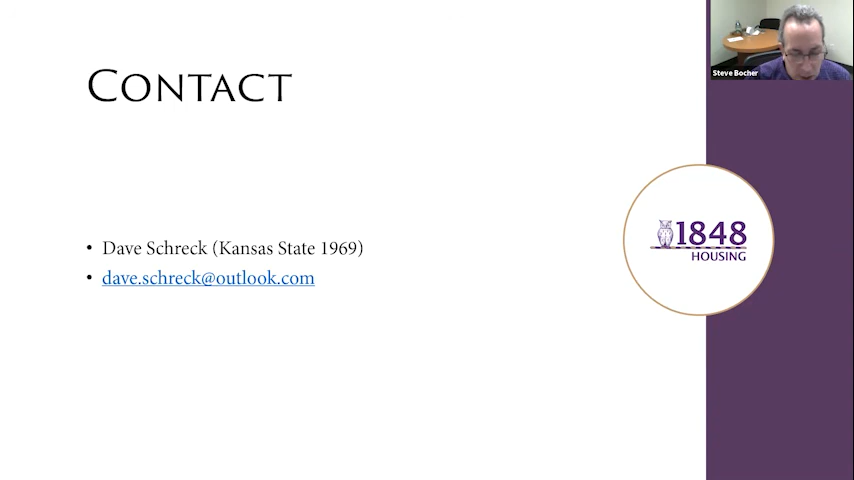 Steve Bocher
CONTACT
• Dave Schreck (Kansas State 1969)
• dave.schreck@outlook.com
1848
HOUSING